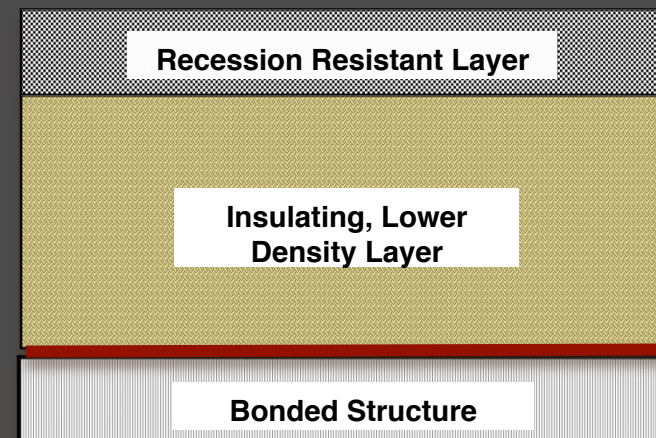 Recession Resistant Layer
Insulating, Lower
Density Layer
Bonded Structure